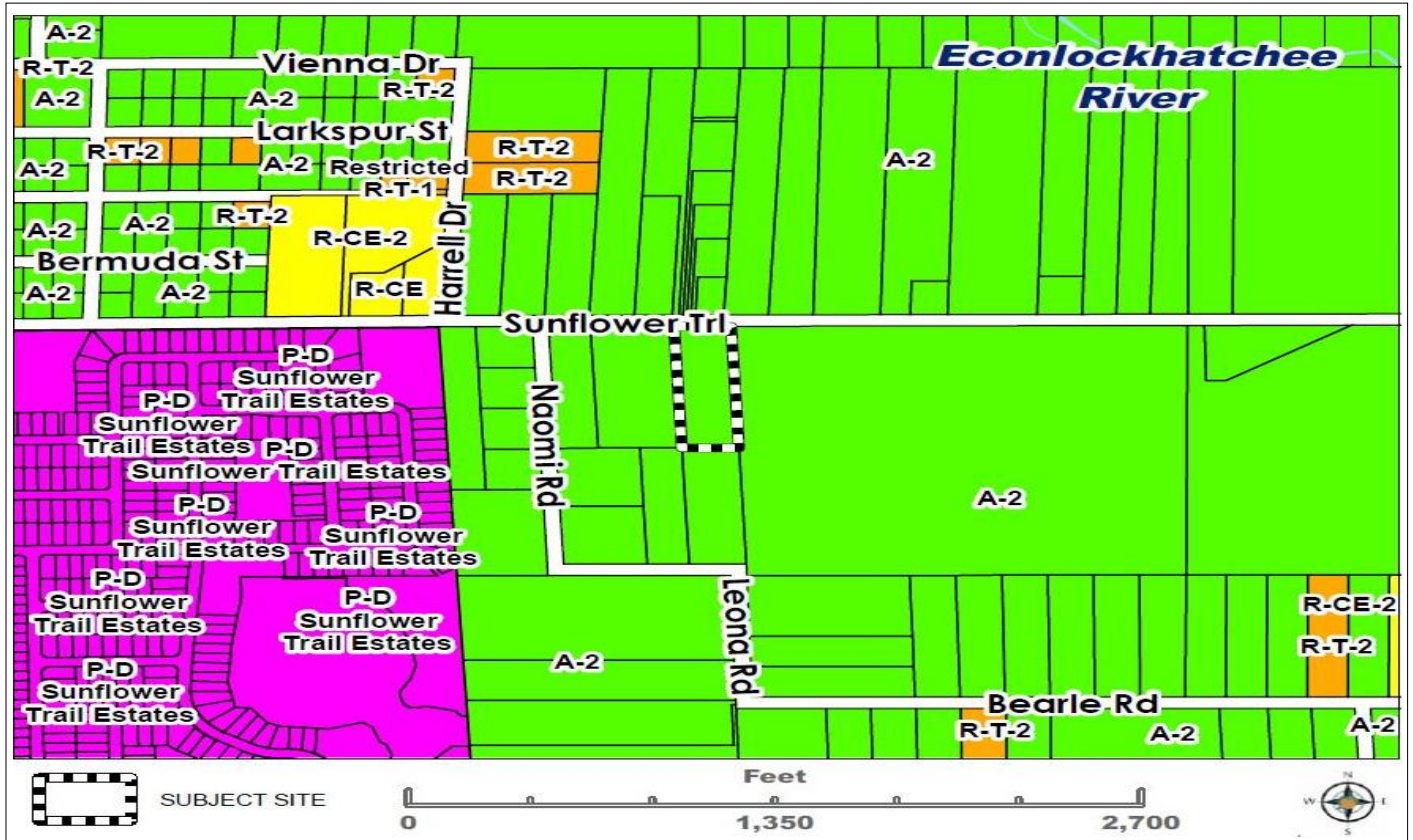 A-2
Vienna Dr
Econlockhatchee
River
R-T-2
R-T-2
A-2
A-2
Larkspur St
R-T-2
R-T-2
A-2
A-2
A-2
Restricted
R-T-1
R-T-2
R-T-2
A-2
A-2
R-CE-2
Harrell Dr
Bermuda St
A-2
A-2
R-CE
Sunflower Trl
P-D
Sunflower
Trail Estates
P-D
Sunflower
Trail Estates
P-D
Sunflower Trail Estates
Naomi Rd
A-2
P-D
Sunflower
Trail Estates
P-D
Sunflower
Trail Estates
P-D
Sunflower
Trail Estates
P-D
Sunflower
Trail Estates
Leona Rd
R-CE-2
R-T-2
A-2
P-D
Sunflower
Trail Estates
Bearle Rd
R-T-2
A-2
A-2
SUBJECT SITE
Feet
0
1,350
2,700
N
W
E
S